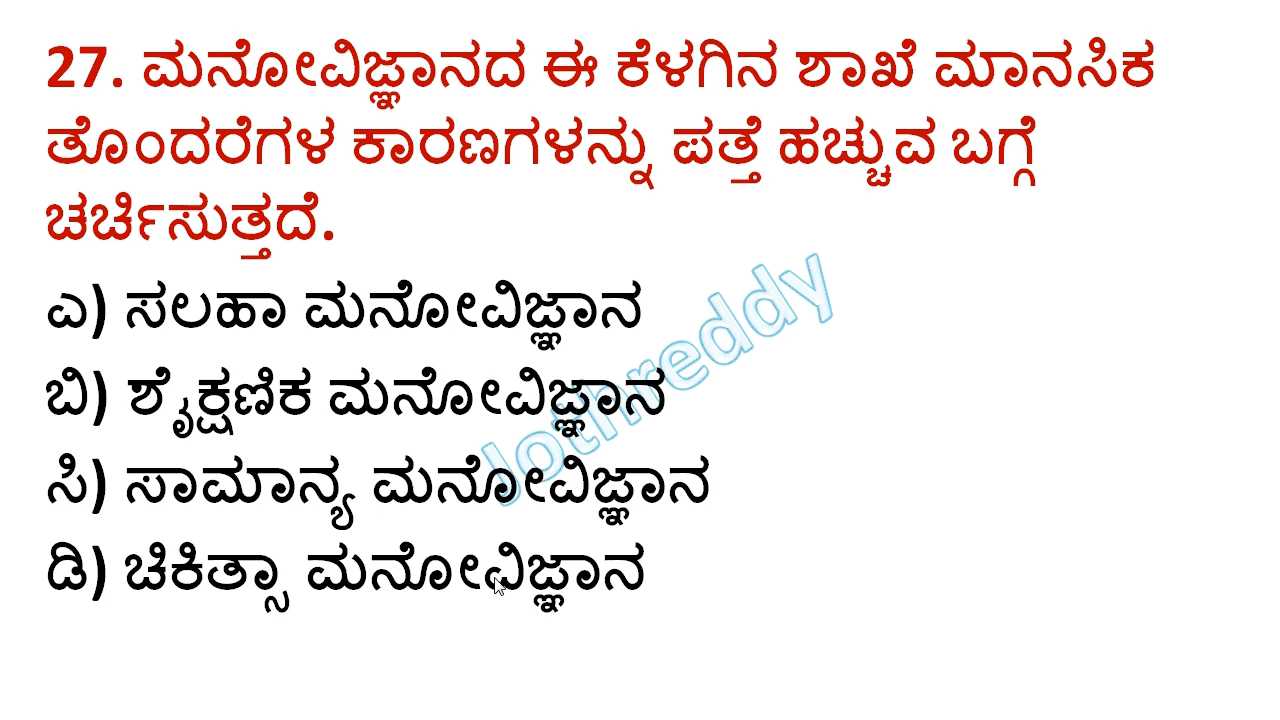 27. ಮನೋವಿಜ್ಞಾನದ ಈ ಕೆಳಗಿನ ಶಾಖೆ ಮಾನಸಿಕ
ತೊಂದರೆಗಳ ಕಾರಣಗಳನ್ನು ಪತ್ತೆ ಹಚ್ಚುವ ಬಗ್ಗೆ
ಚರ್ಚಿಸುತ್ತದೆ.
ಎ) ಸಲಹಾ ಮನೋವಿಜ್ಞಾನ
ಬಿ) ಶೈಕ್ಷಣಿಕ ಮನೋವಿಜ್ಞಾನ
ಸಿ) ಸಾಮಾನ್ಯ ಮನೋವಿಜ್ಞಾನ
ಡಿ) ಚಿಕಿತ್ಸಾ ಮನೋವಿಜ್ಞಾನ
Jothreddy